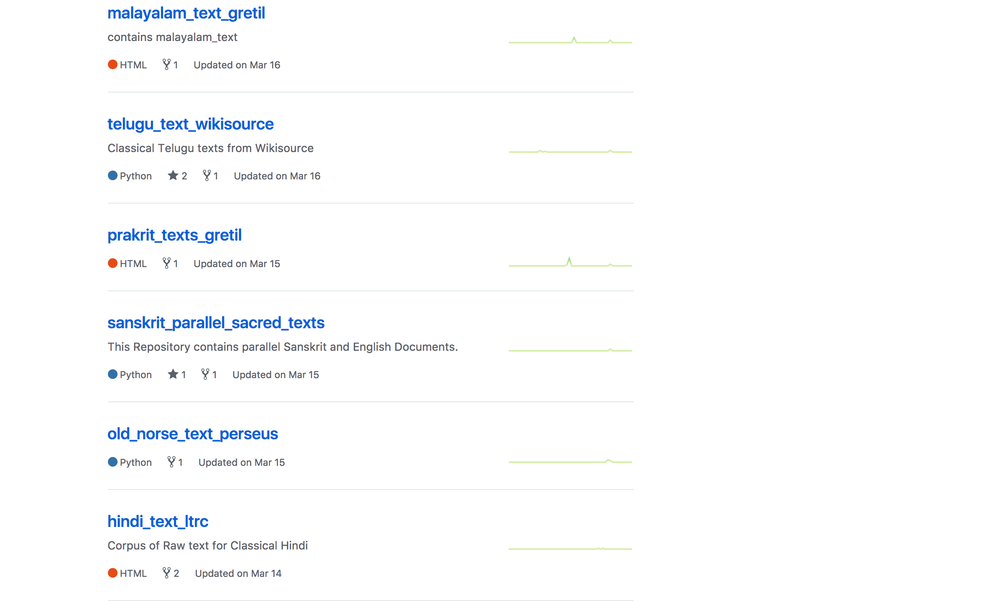 malayalam_text_gretil
contains malayalam_text
HTML 1 Updated on Mar 16
telugu_text_wikisource
Classical Telugu texts from Wikisource
Python 2 1 Updated on Mar 16
prakrit_texts_gretil
HTML 1 Updated on Mar 15
sanskrit_parallel_sacred_texts
This Repository contains parallel Sanskrit and English Documents.
Python 1 1 Updated on Mar 15
old_norse_text_perseus
Python 1 Updated on Mar 15
hindi_text_ltrc
Corpus of Raw text for Classical Hindi
HTML 2 Updated on Mar 14